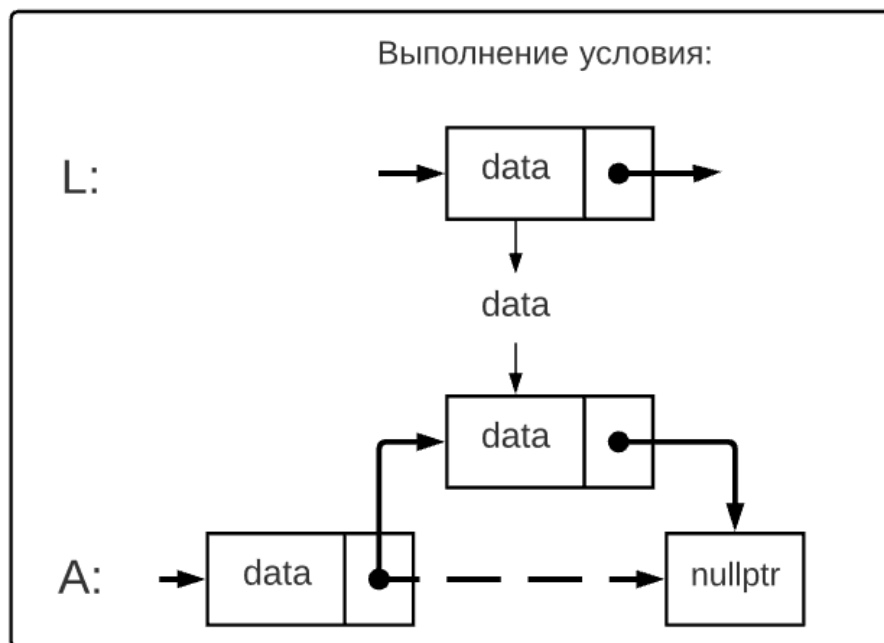 Выполнение условия:
L:
data
data
data
A:
data
nullptr